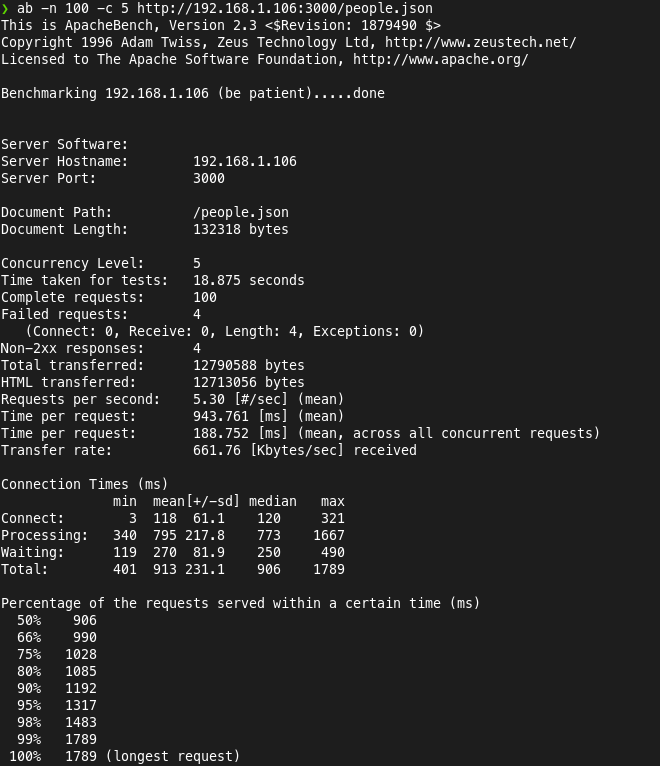 ❯ ab -n 100 -c 5 http://192.168.1.106:3000/people.json
This is ApacheBench, Version 2.3 <$Revision: 1879490 $>
Copyright 1996 Adam Twiss, Zeus Technology Ltd, http://www.zeustech.net/
Licensed to The Apache Software Foundation, http://www.apache.org/

Benchmarking 192.168.1.106 (be patient).....done


Server Software:
Server Hostname:        192.168.1.106
Server Port:            3000

Document Path:          /people.json
Document Length:        132318 bytes

Concurrency Level:      5
Time taken for tests:   18.875 seconds
Complete requests:      100
Failed requests:        4
   (Connect: 0, Receive: 0, Length: 4, Exceptions: 0)
Non-2xx responses:      4
Total transferred:      12790588 bytes
HTML transferred:       12713056 bytes
Requests per second:    5.30 [#/sec] (mean)
Time per request:       943.761 [ms] (mean)
Time per request:       188.752 [ms] (mean, across all concurrent requests)
Transfer rate:          661.76 [Kbytes/sec] received

Connection Times (ms)
              min  mean[+/-sd] median   max
Connect:        3  118  61.1    120     321
Processing:   340  795 217.8    773    1667
Waiting:      119  270  81.9    250     490
Total:        401  913 231.1    906    1789

Percentage of the requests served within a certain time (ms)
  50%    906
  66%    990
  75%   1028
  80%   1085
  90%   1192
  95%   1317
  98%   1483
  99%   1789
 100%   1789 (longest request)